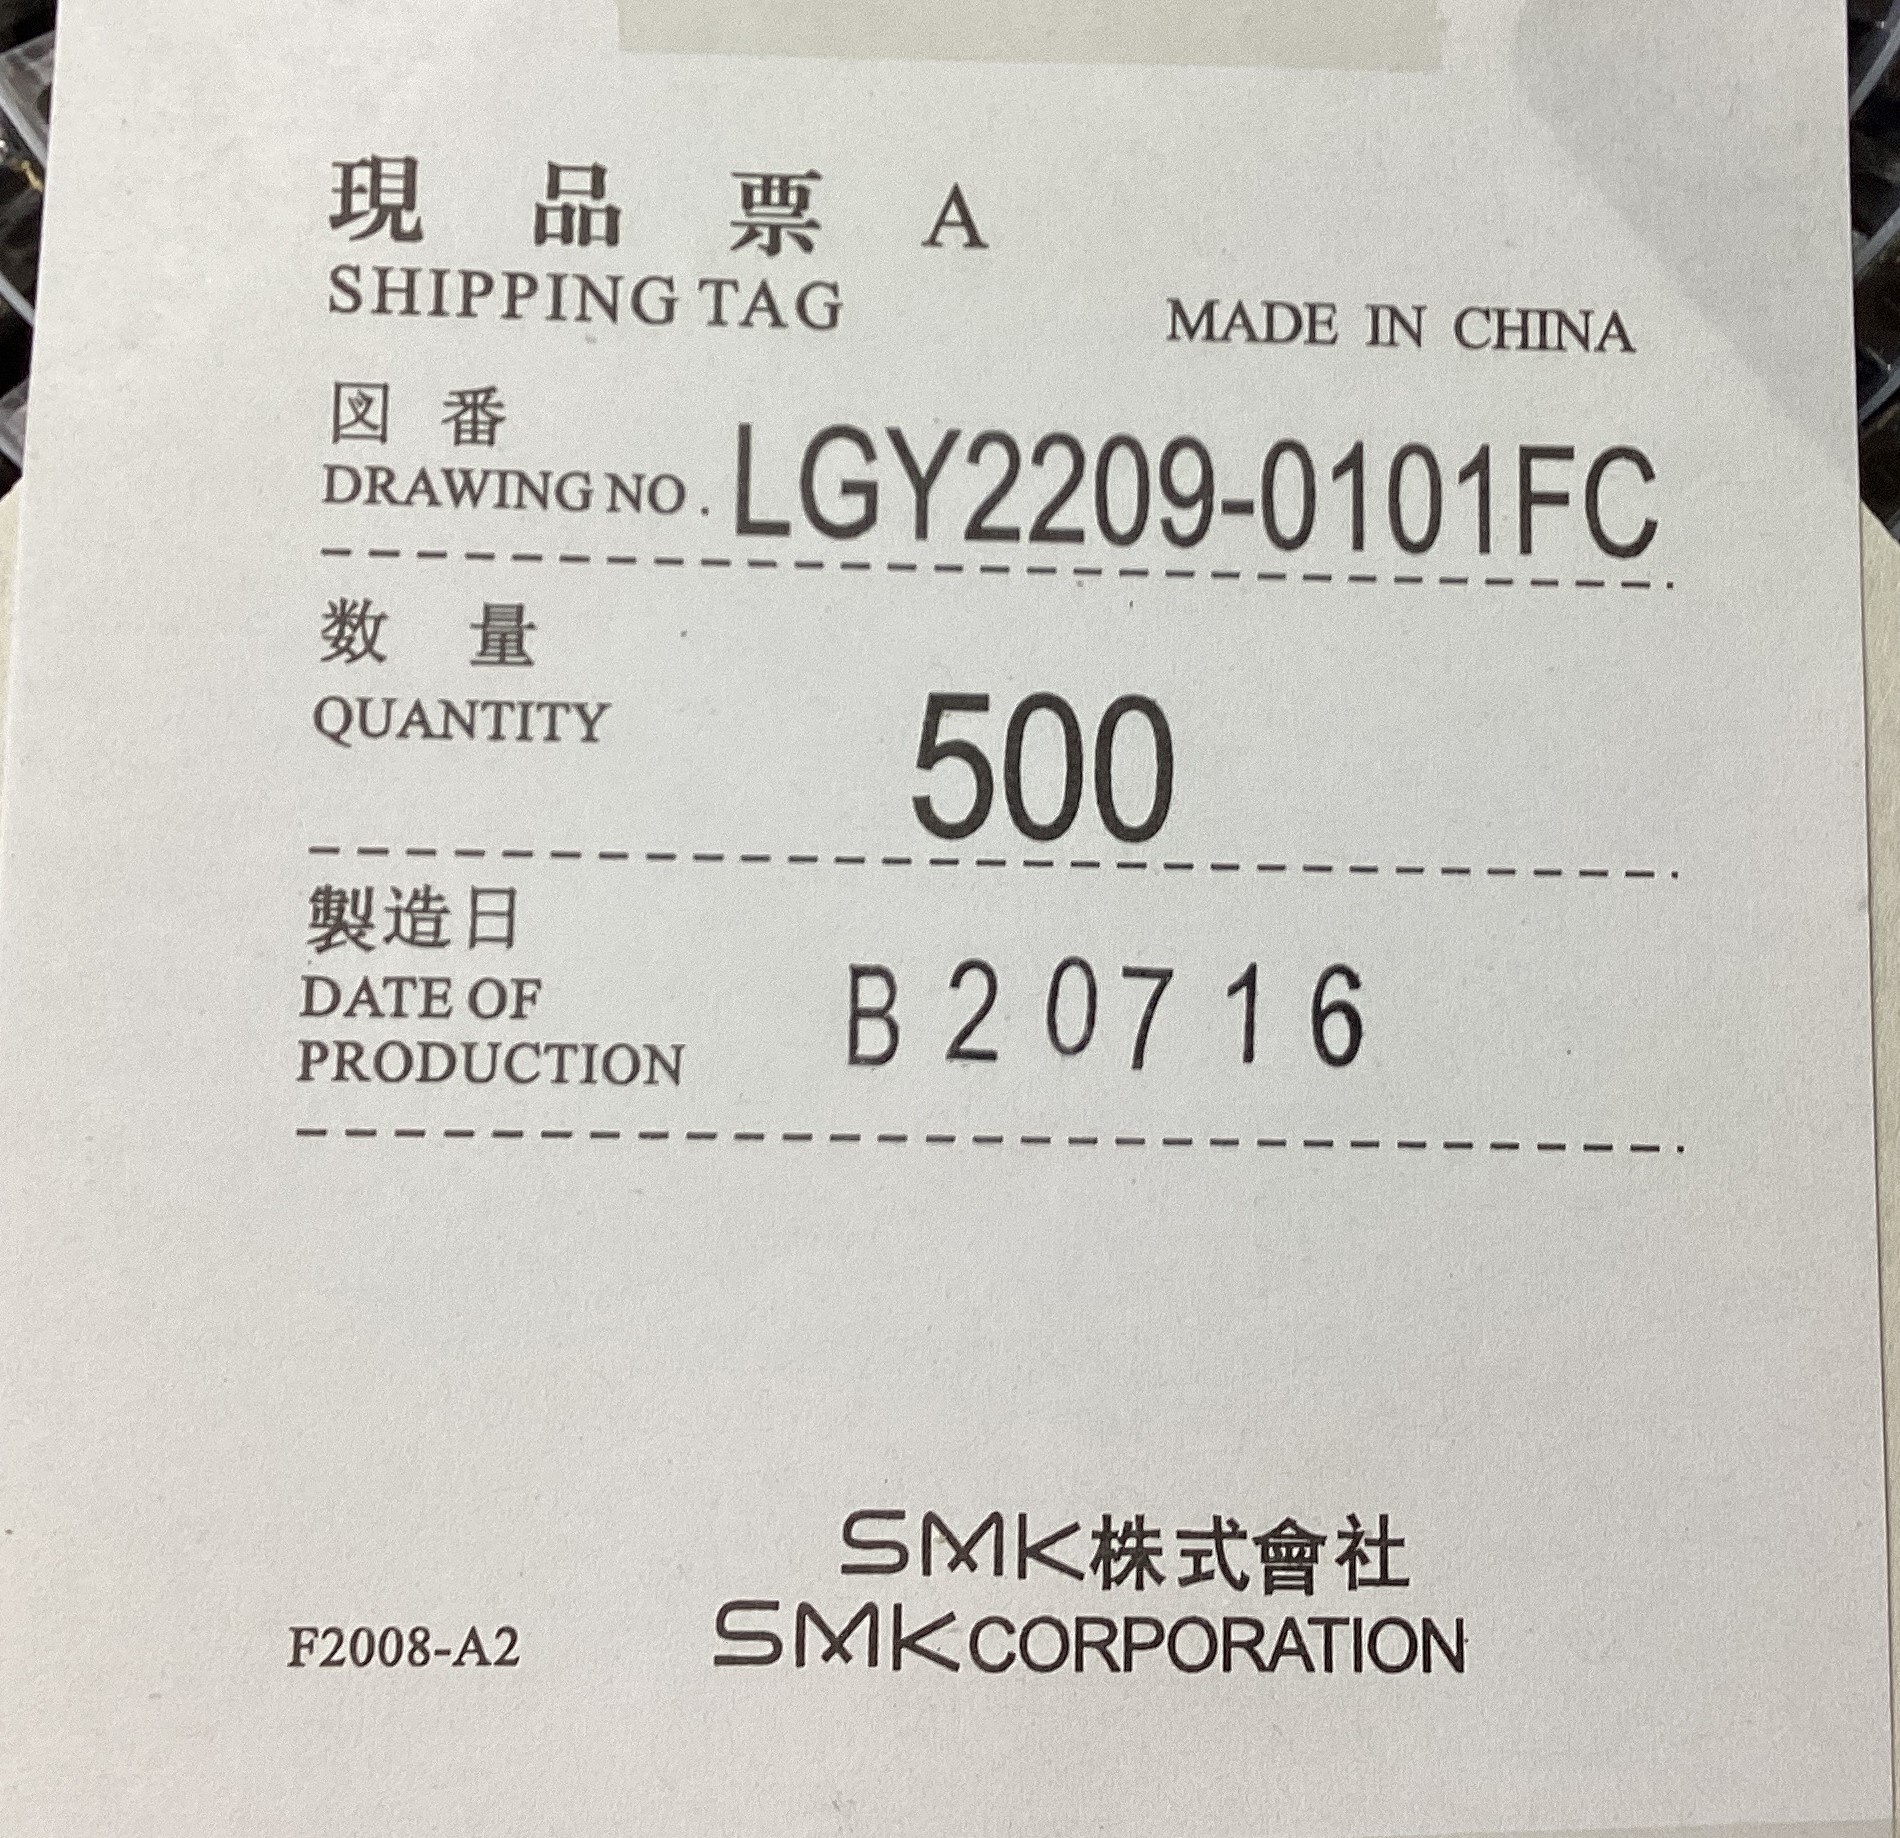 現品票 A
SHIPPING TAG
MADE IN CHINA
図番
DRAWING NO. LGY2209-0101FC
数量
QUANTITY 500
製造日
DATE OF
PRODUCTION B 2 0 7 1 6
SMK株式會社
F2008-A2 SMK CORPORATION